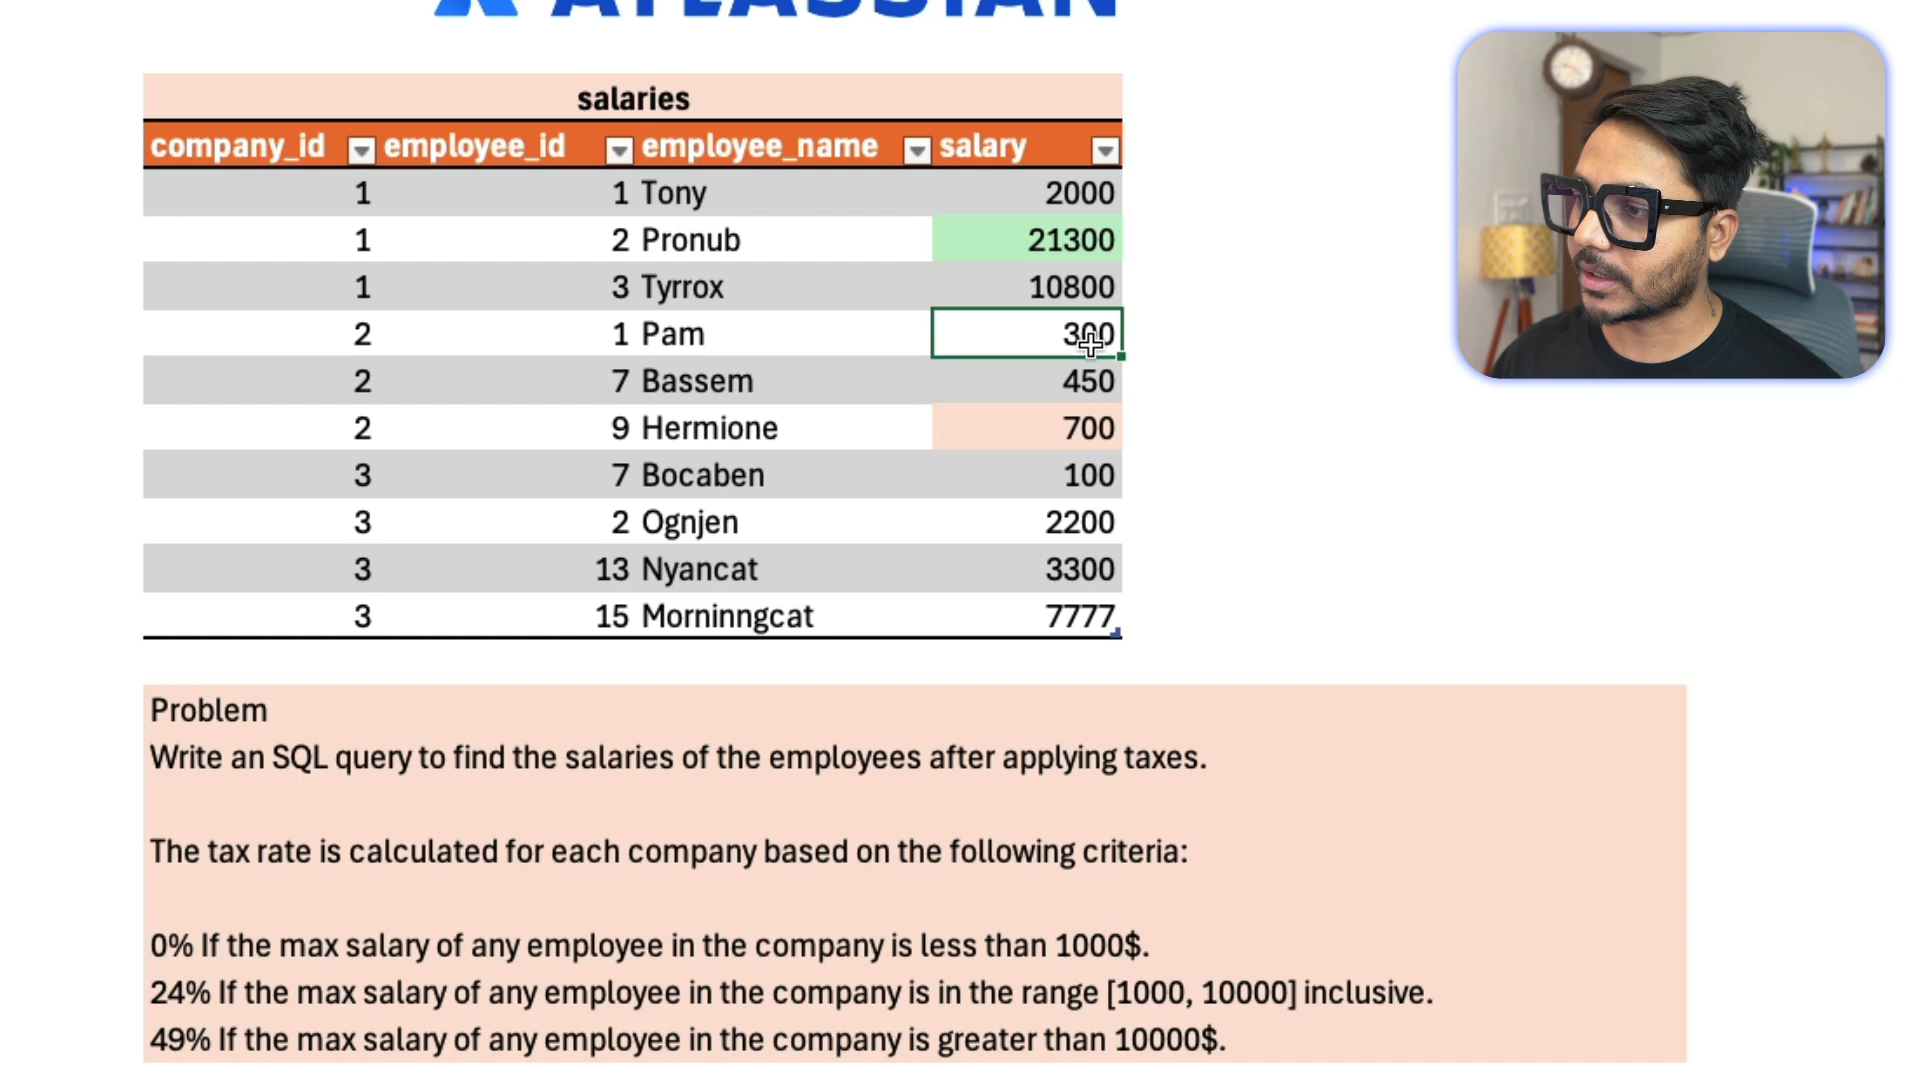 ATLASSIAN
salaries
company_id employee_id employee_name salary
1 1 Tony 2000
1 2 Pronub 21300
1 3 Tyrrox 10800
2 1 Pam 300
2 7 Bassem 450
2 9 Hermione 700
3 7 Bocaben 100
3 2 Ognjen 2200
3 13 Nyancat 3300
3 15 Morninngcat 7777
Problem
Write an SQL query to find the salaries of the employees after applying taxes.
The tax rate is calculated for each company based on the following criteria:
0% If the max salary of any employee in the company is less than 1000$.
24% If the max salary of any employee in the company is in the range [1000, 10000] inclusive.
49% If the max salary of any employee in the company is greater than 10000$.